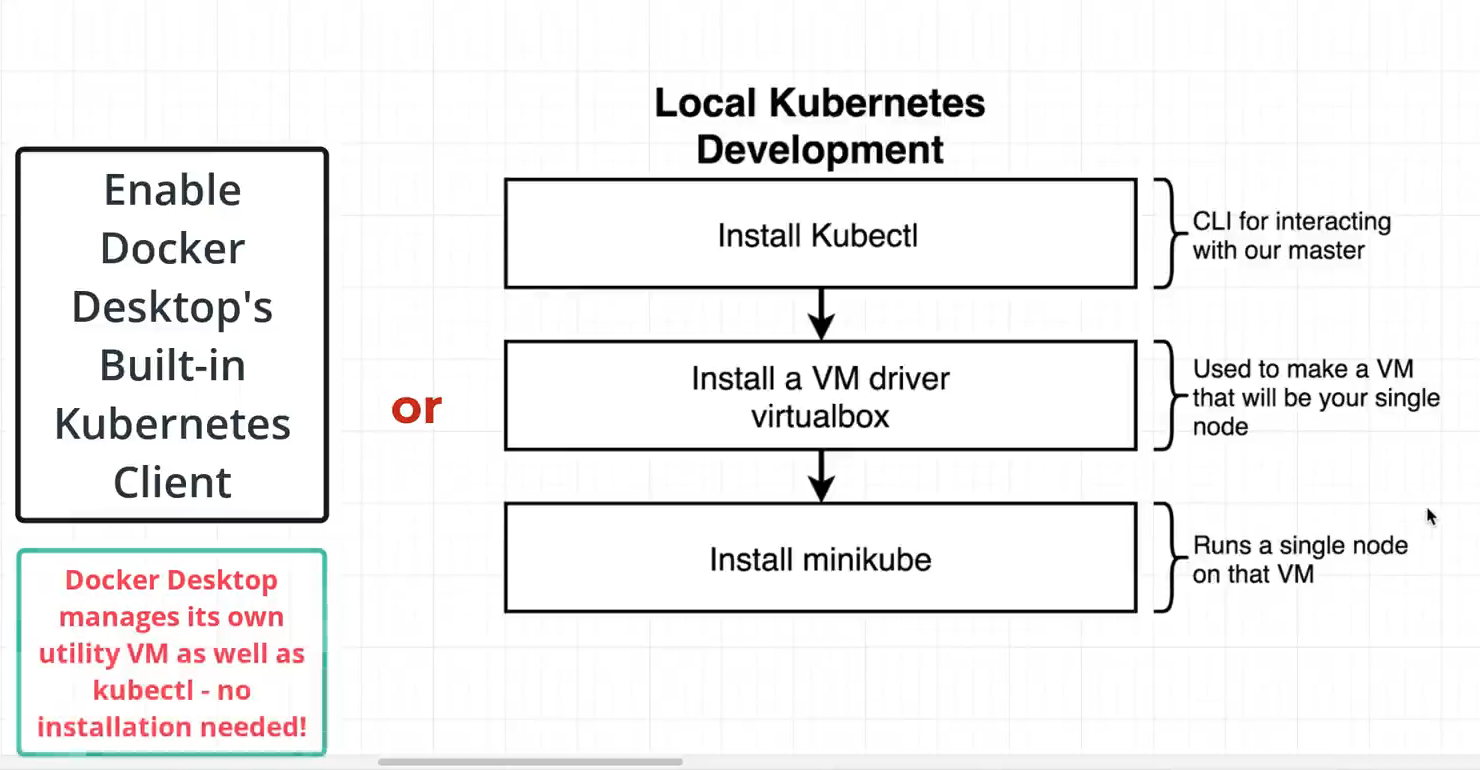 Local Kubernetes
Development
Enable
Docker
Desktop's
Built-in
Kubernetes
Client
Docker Desktop
manages its own
utility VM as well as
kubectl - no
installation needed!
or
Install Kubectl
CLI for interacting
with our master
Install a VM driver
virtualbox
Used to make a VM
that will be your single
node
Install minikube
Runs a single node
on that VM